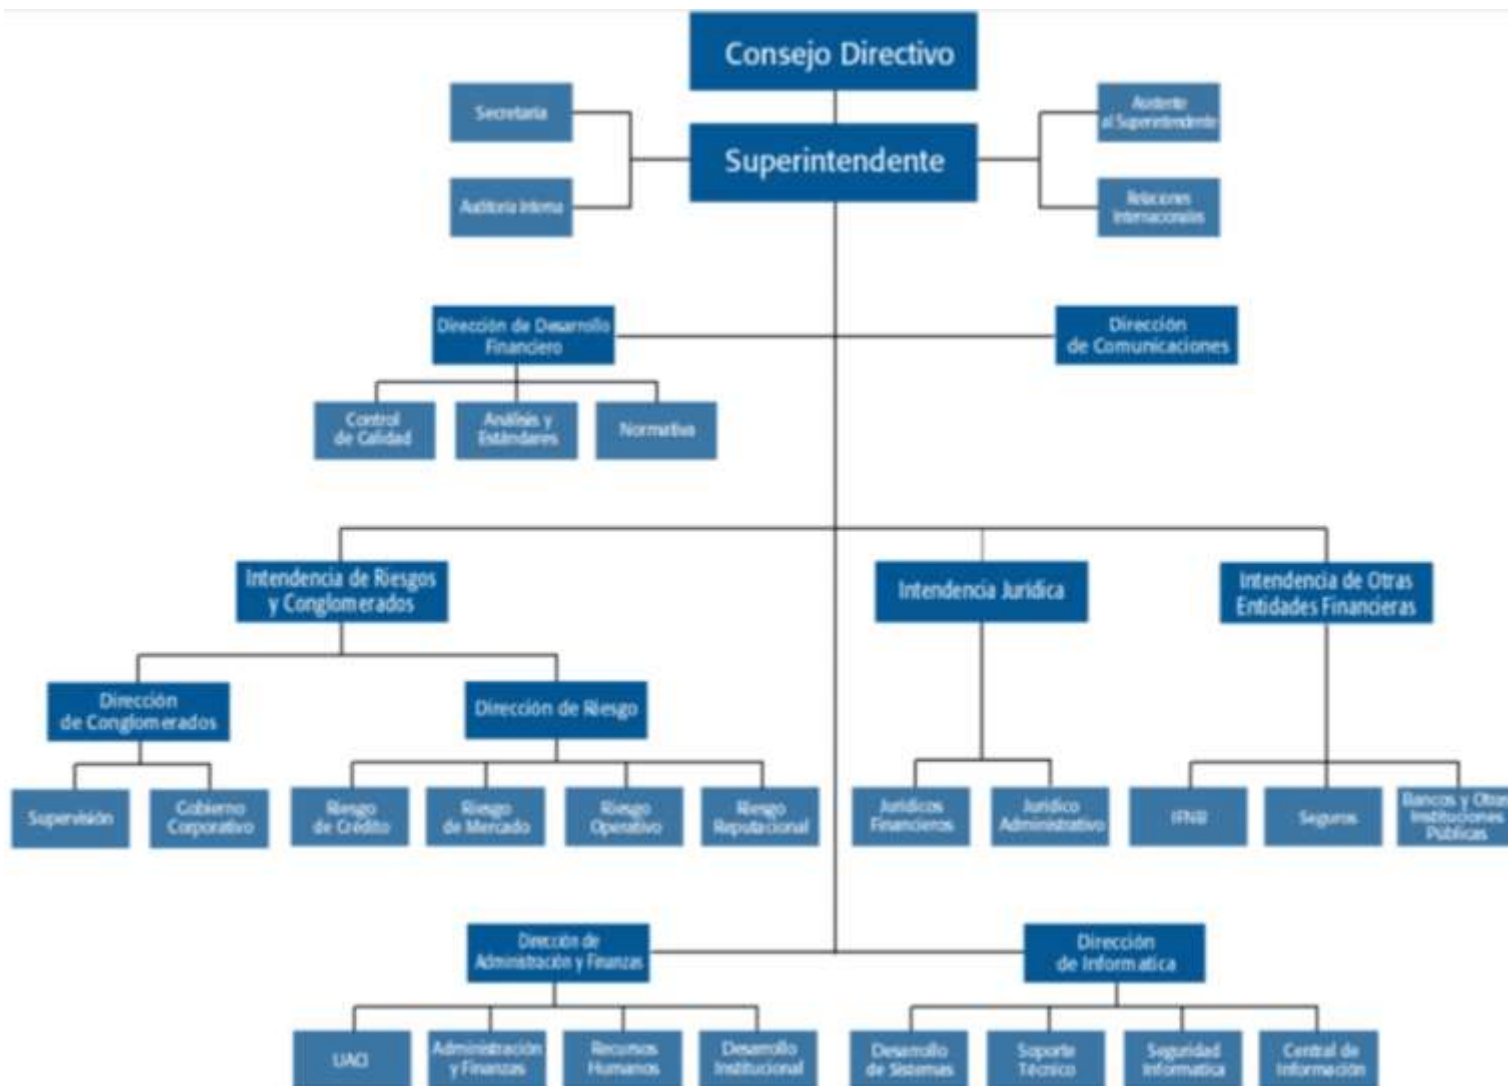 Consejo Directivo
Secretaria
Asistente
al Superintendente
Superintendente
Auditoría Interna
Relaciones
Internacionales
Dirección de Desarrollo
Financiero
Dirección
de Comunicaciones
Control
de Calidad
Análisis y
Estándares
Normativa
Intendencia de Riesgos
y Conglomerados
Intendencia Jurídica
Intendencia de Otras
Entidades Financieras
Dirección
de Conglomerados
Dirección de Riesgo
Supervisión
Gobierno
Corporativo
Riesgo
de Crédito
Riesgo
de Mercado
Riesgo
Operativo
Riesgo
Reputacional
Jurídicos
Financieros
Jurídico
Administrativo
IFNB
Seguros
Bancos y Otras
Instituciones
Públicas
Dirección de
Administración y Finanzas
Dirección
de Informatica
UACI
Administración
y Finanzas
Recursos
Humanos
Desarrollo
Institucional
Desarrollo
de Sistemas
Soporte
Técnico
Seguridad
Informatica
Central de
Información